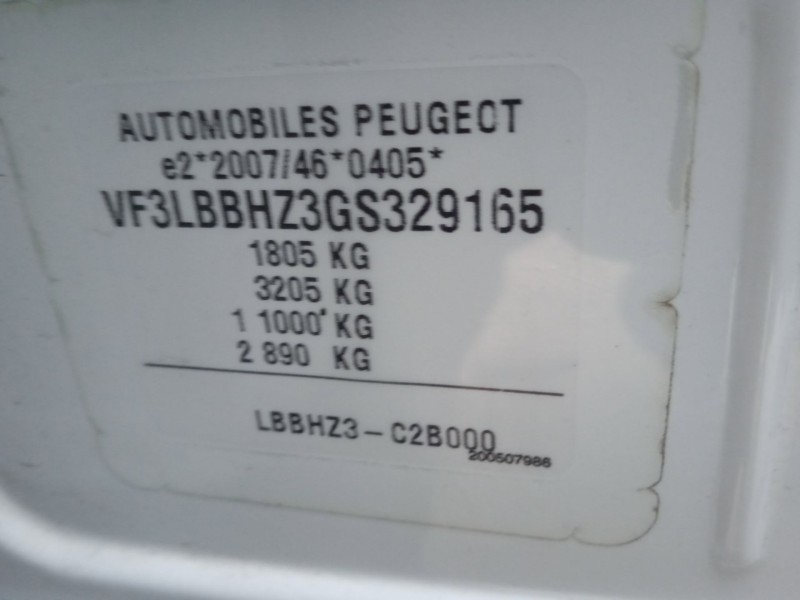 AUTOMOBILES PEUGEOT
e2*2007/46*0405*
VF3LBBHZ3GS329165
1805 KG
3205 KG
1 1000 KG
2 890 KG
LBBHZ3-C2B000
200507986